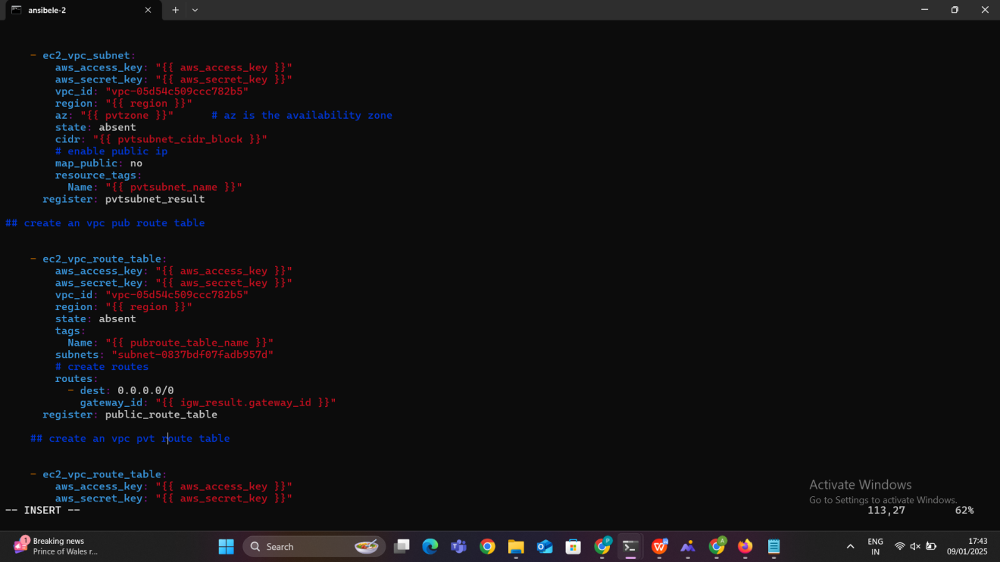 ansibele-2
- ec2_vpc_subnet:
aws_access_key: "{{ aws_access_key }}"
aws_secret_key: "{{ aws_secret_key }}"
vpc_id: "vpc-05d54c509ccc782b5"
region: "{{ region }}"
az: "{{ pvtzone }}" # az is the availability zone
state: absent
cidr: "{{ pvtsubnet_cidr_block }}"
# enable public ip
map_public: no
resource_tags:
Name: "{{ pvtsubnet_name }}"
register: pvtsubnet_result
## create an vpc pub route table
- ec2_vpc_route_table:
aws_access_key: "{{ aws_access_key }}"
aws_secret_key: "{{ aws_secret_key }}"
vpc_id: "vpc-05d54c509ccc782b5"
region: "{{ region }}"
state: absent
tags:
Name: "{{ pubroute_table_name }}"
subnets: "subnet-0837bdf07fadb957d"
# create routes
routes:
- dest: 0.0.0.0/0
gateway_id: "{{ igw_result.gateway_id }}"
register: public_route_table
## create an vpc pvt route table
- ec2_vpc_route_table:
aws_access_key: "{{ aws_access_key }}"
aws_secret_key: "{{ aws_secret_key }}"
-- INSERT --
113,27 62%
Activate Windows
Go to Settings to activate Windows.
1
Breaking news
Prince of Wales r...
Search
P
A
ENG
IN
17:43
09/01/2025